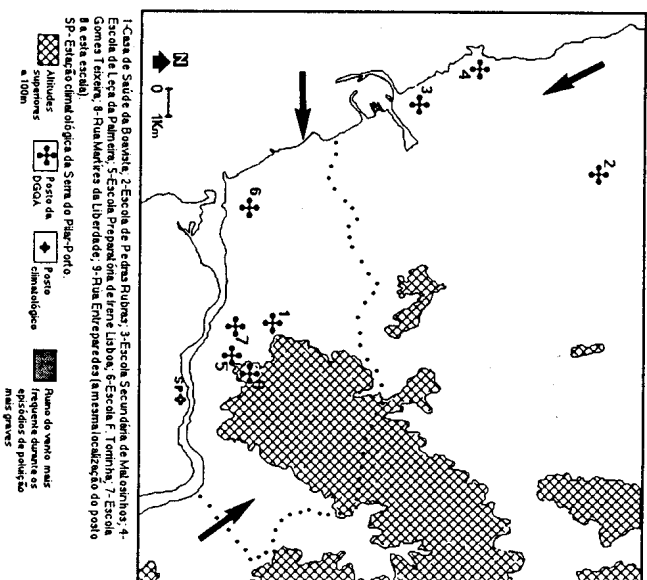 4
3
2
6
1
7
5
8
SP
N
0 1Km
1-Casa de Saúde da Boavista; 2-Escola de Pedras Rubras; 3-Escola Secundária de Matosinhos; 4-
Escola de Leça da Palmeira; 5-Escola Preparatória de Irene Lisboa; 6-Escola F. Torrinha; 7- Escola
Gomes Teixeira; 8-Rua Martires da Liberdade; 9-Rua Entreparedes (a mesma localização do posto
8 a esta escala).
SP- Estação climatológica da Serra do Pilar-Porto.
Altitudes
superiores
a 100m
Posto da
DGQA
Posto
climatológico
Rumo do vento mais
frequente durante os
episódios de poluição
mais graves